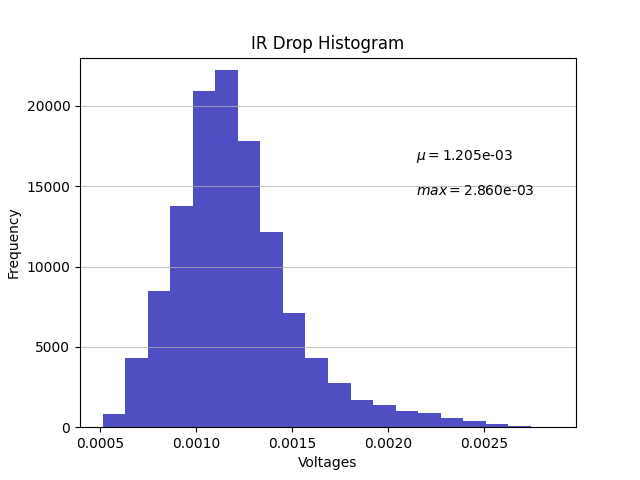 IR Drop Histogram
20000
15000
10000
5000
0
Frequency
μ = 1.205e-03
max = 2.860e-03
0.0005 0.0010 0.0015 0.0020 0.0025
Voltages